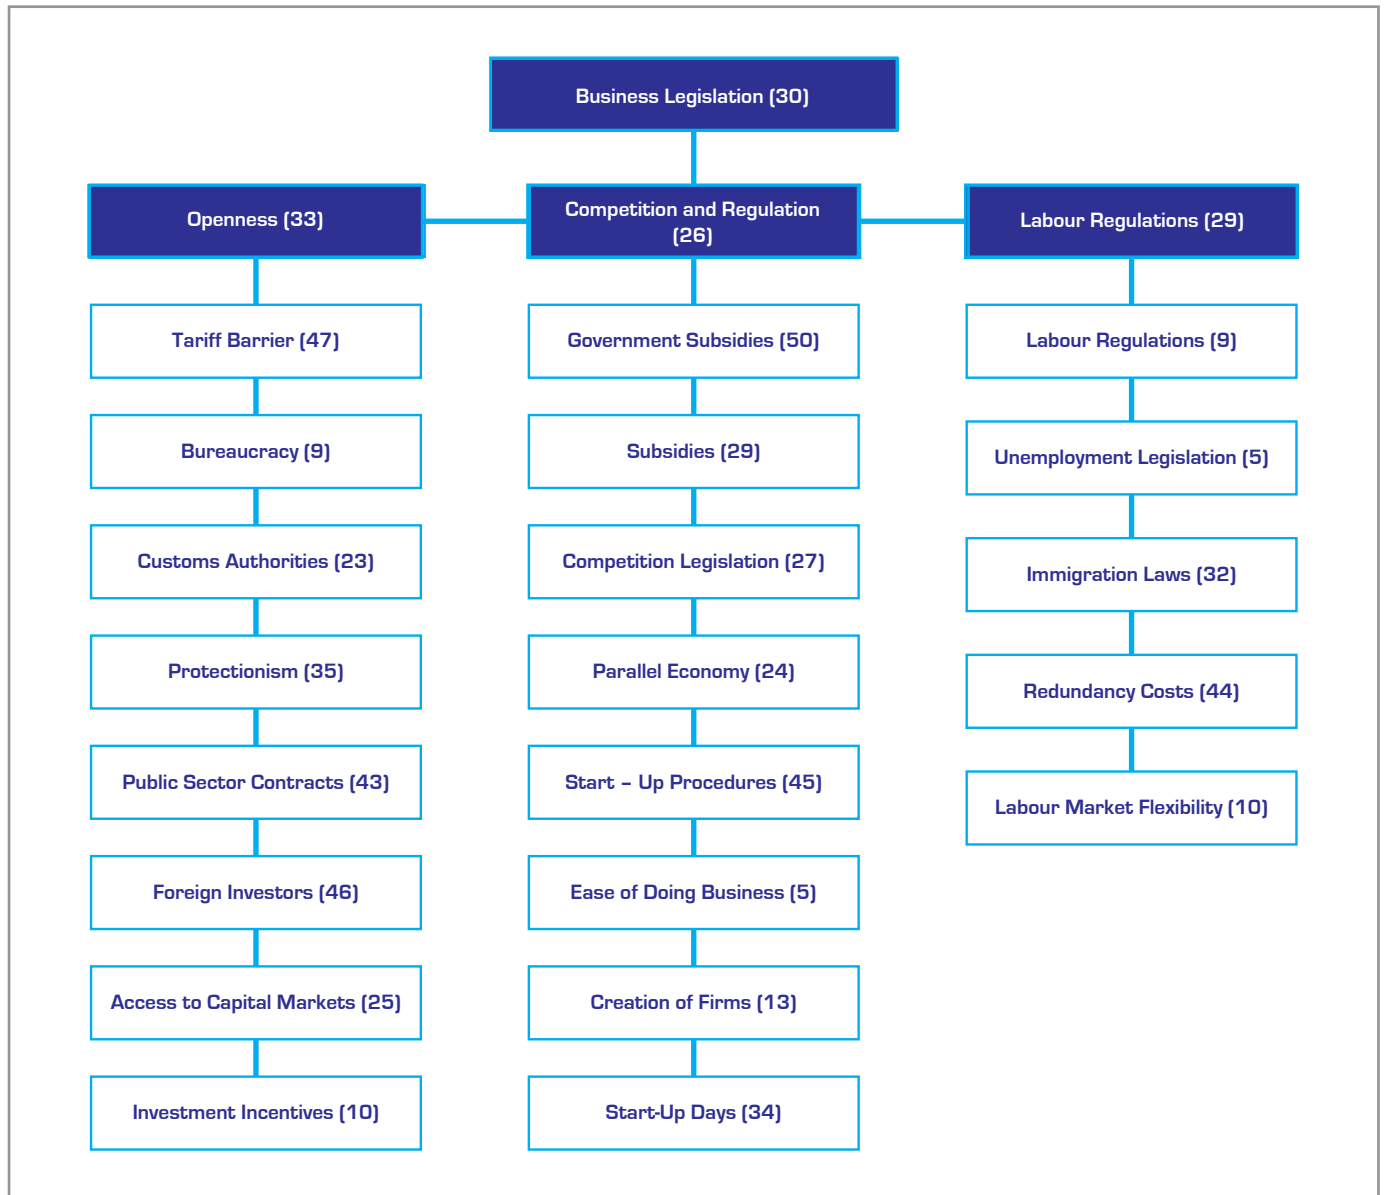 Business Legislation (30)
Openness (33)
Competition and Regulation
(26)
Labour Regulations (29)
Tariff Barrier (47)
Bureaucracy (9)
Customs Authorities (23)
Protectionism (35)
Public Sector Contracts (43)
Foreign Investors (46)
Access to Capital Markets (25)
Investment Incentives (10)
Government Subsidies (50)
Subsidies (29)
Competition Legislation (27)
Parallel Economy (24)
Start – Up Procedures (45)
Ease of Doing Business (5)
Creation of Firms (13)
Start-Up Days (34)
Labour Regulations (9)
Unemployment Legislation (5)
Immigration Laws (32)
Redundancy Costs (44)
Labour Market Flexibility (10)